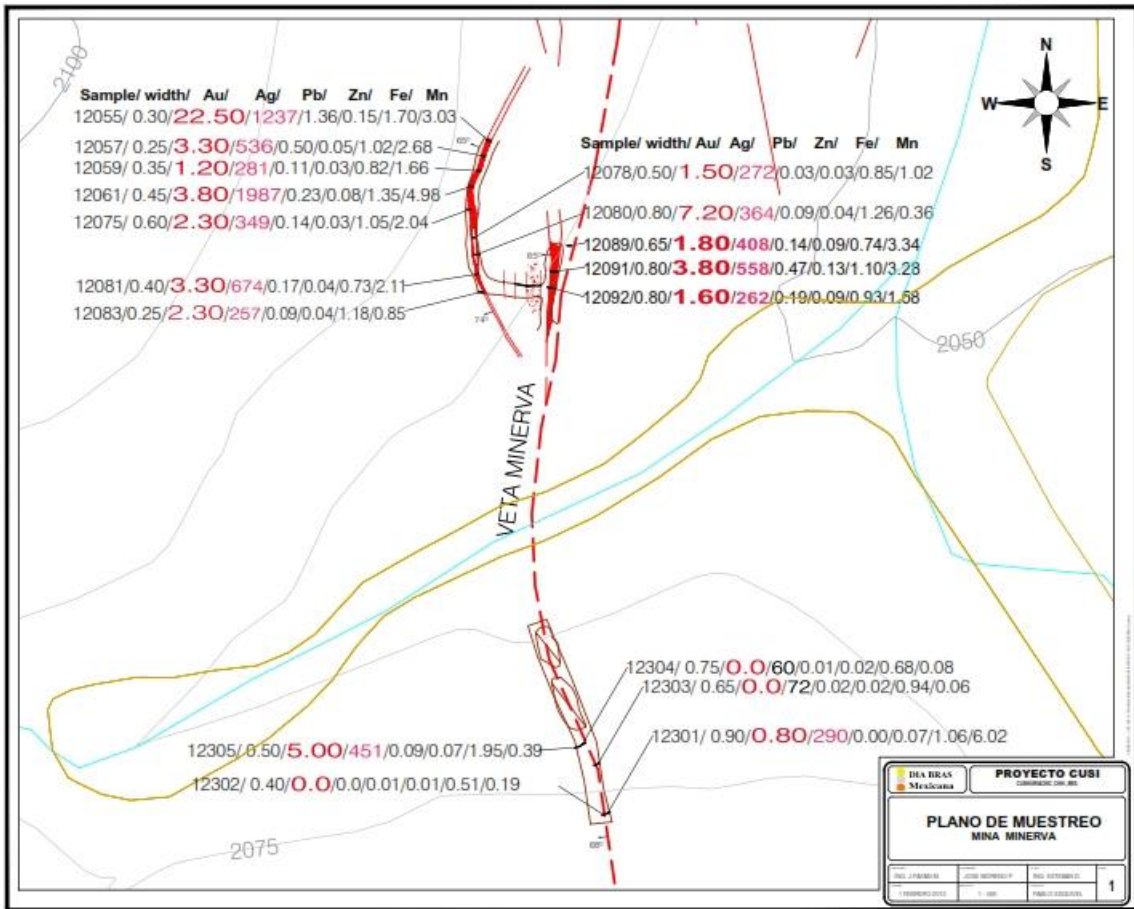 N
W E
S
2100
Sample/ width/ Au/ Ag/ Pb/ Zn/ Fe/ Mn
12055/ 0.30/22.50/1237/1.36/0.15/1.70/3.03
12057/ 0.25/3.30/536/0.50/0.05/1.02/2.68
12059/ 0.35/1.20/281/0.11/0.03/0.82/1.66
12061/ 0.45/3.80/1987/0.23/0.08/1.35/4.98
12075/ 0.60/2.30/349/0.14/0.03/1.05/2.04
12081/0.40/3.30/674/0.17/0.04/0.73/2.11
12083/0.25/2.30/257/0.09/0.04/1.18/0.85
74°
Sample/ width/ Au/ Ag/ Pb/ Zn/ Fe/ Mn
12078/0.50/1.50/272/0.03/0.03/0.85/1.02
12080/0.80/7.20/364/0.09/0.04/1.26/0.36
12089/0.65/1.80/408/0.14/0.09/0.74/3.34
12091/0.80/3.80/558/0.47/0.13/1.10/3.28
12092/0.80/1.60/262/0.19/0.09/0.93/1.58
2050
VETA MINERVA
12304/ 0.75/0.0/60/0.01/0.02/0.68/0.08
12303/ 0.65/0.0/72/0.02/0.02/0.94/0.06
12301/ 0.90/0.80/290/0.00/0.07/1.06/6.02
12305/ 0.50/5.00/451/0.09/0.07/1.95/0.39
12302/ 0.40/0.0/0.0/0.01/0.01/0.51/0.19
2075
68°
DIA BRAS
Mexicana
PROYECTO CUSI
PLANO DE MUESTREO
MINA MINERVA
1